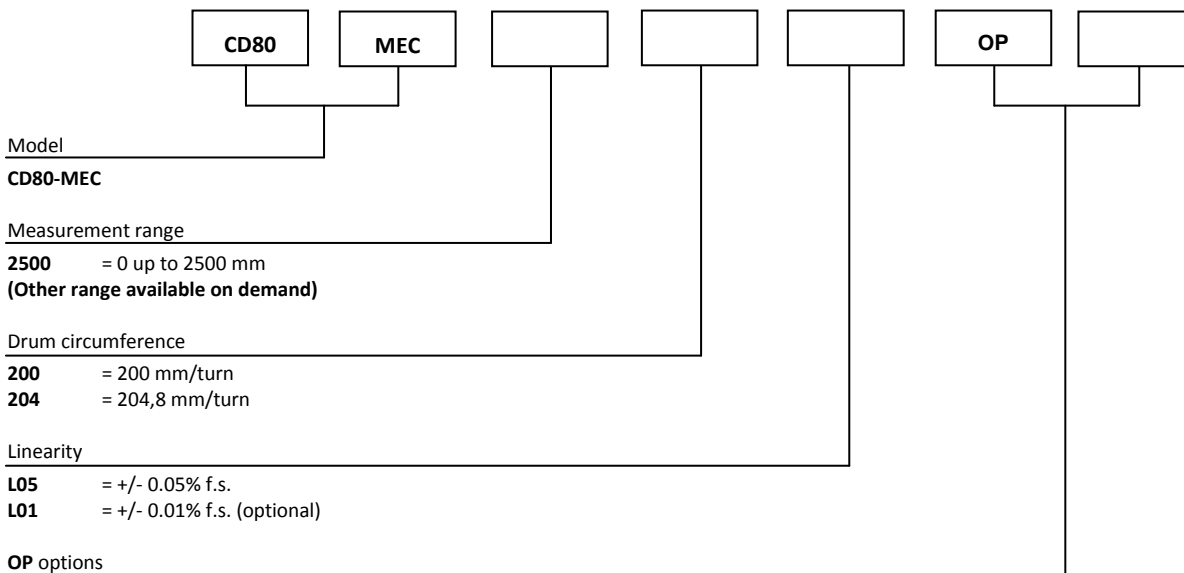 CD80 MEC OP
Model
CD80-MEC
Measurement range
2500 = 0 up to 2500 mm
(Other range available on demand)
Drum circumference
200 = 200 mm/turn
204 = 204,8 mm/turn
Linearity
L05 = +/- 0.05% f.s.
L01 = +/- 0.01% f.s. (optional)
OP options